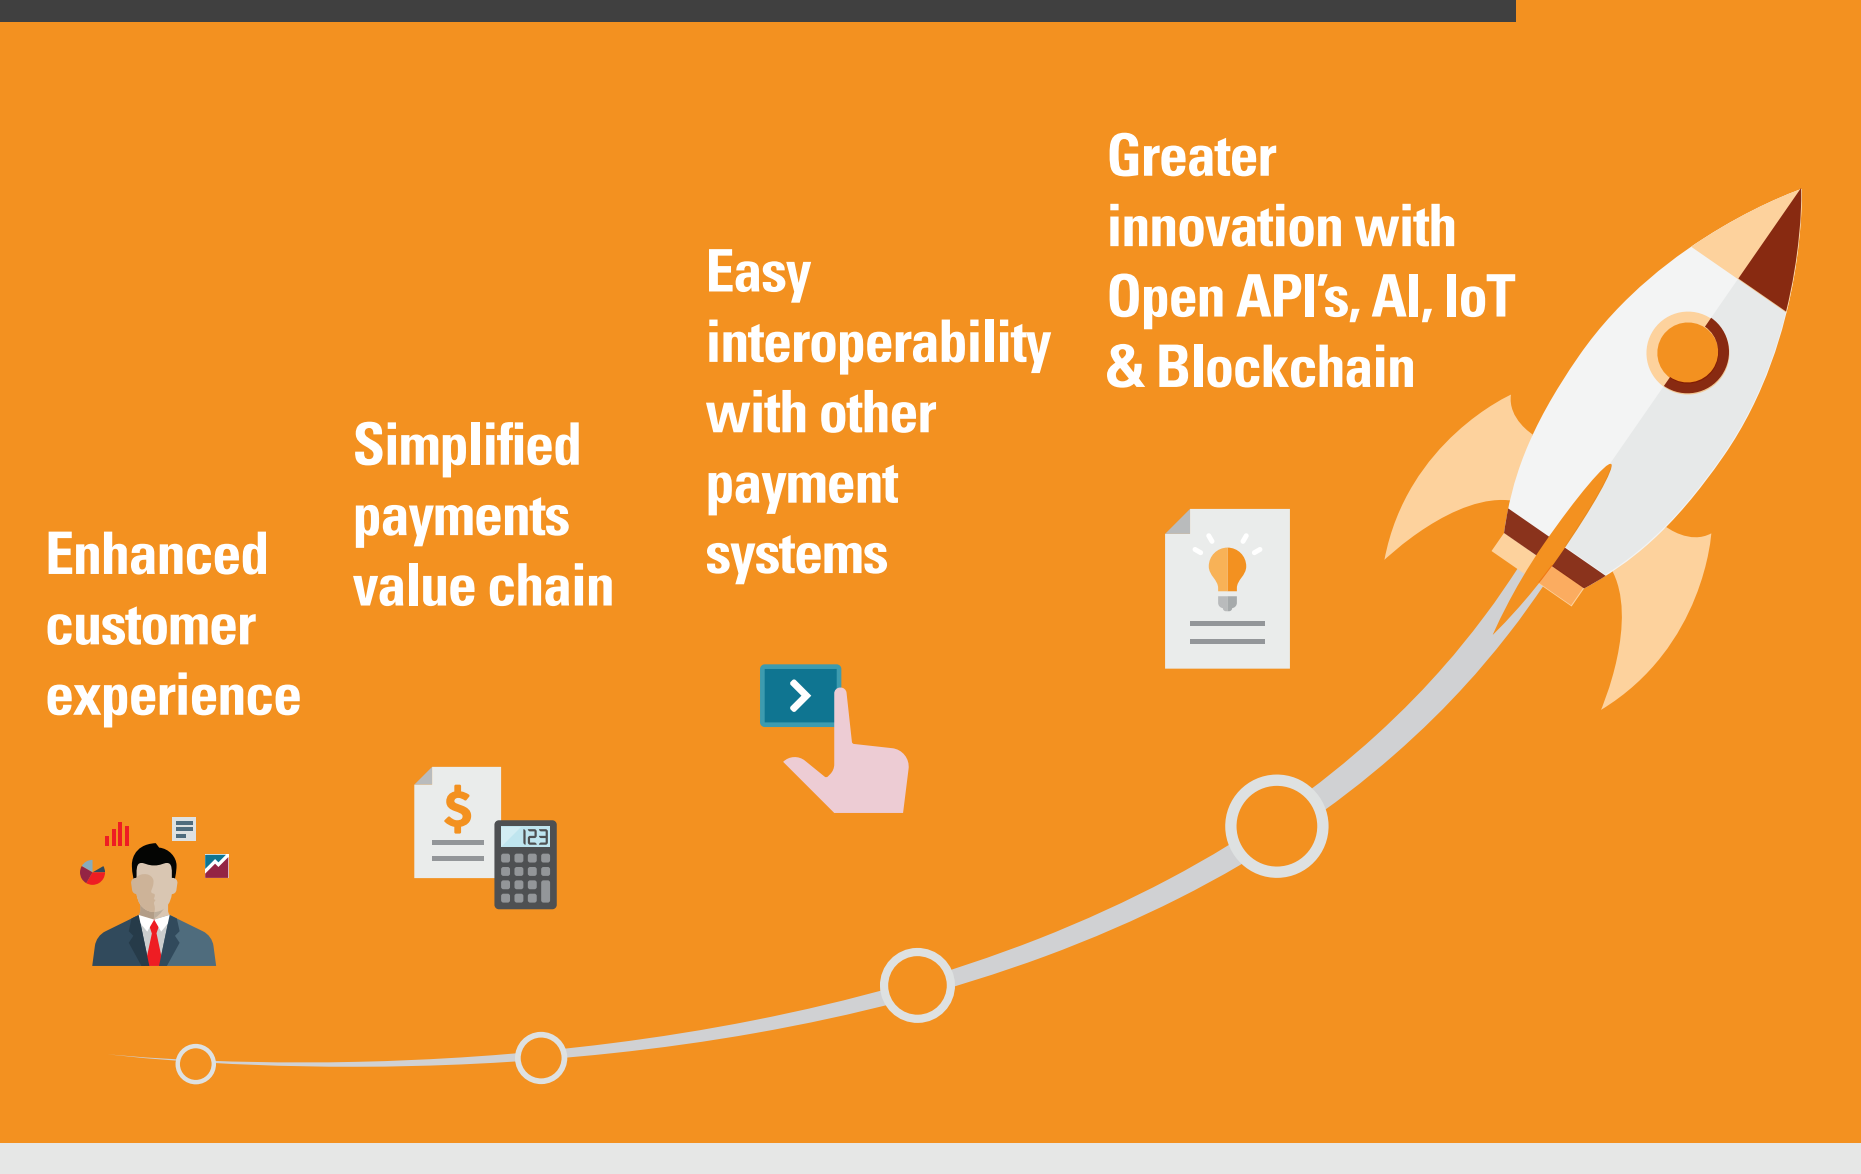 Enhanced
customer
experience
Simplified
payments
value chain
Easy
interoperability
with other
payment
systems
Greater
innovation with
Open API's, AI, IoT
& Blockchain
$
123